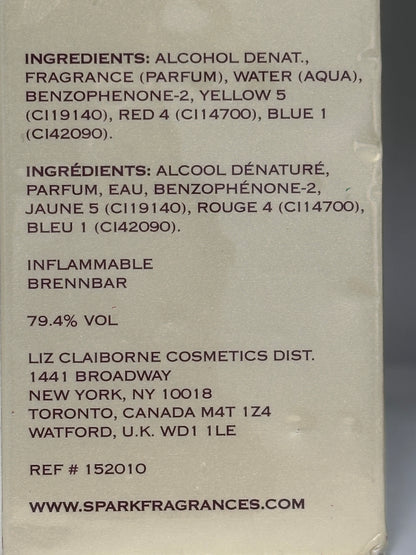 INGREDIENTS: ALCOHOL DENAT.,
FRAGRANCE (PARFUM), WATER (AQUA),
BENZOPHENONE-2, YELLOW 5
(CI19140), RED 4 (CI14700), BLUE 1
(CI42090).
INGRÉDIENTS: ALCOOL DÉNATURÉ,
PARFUM, EAU, BENZOPHÉNONE-2,
JAUNE 5 (CI19140), ROUGE 4 (CI14700),
BLEU 1 (CI42090).
INFLAMMABLE
BRENNBAR
79.4% VOL
LIZ CLAIBORNE COSMETICS DIST.
1441 BROADWAY
NEW YORK, NY 10018
TORONTO, CANADA M4T 1Z4
WATFORD, U.K. WD1 1LE
REF # 152010
WWW.SPARKFRAGRANCES.COM